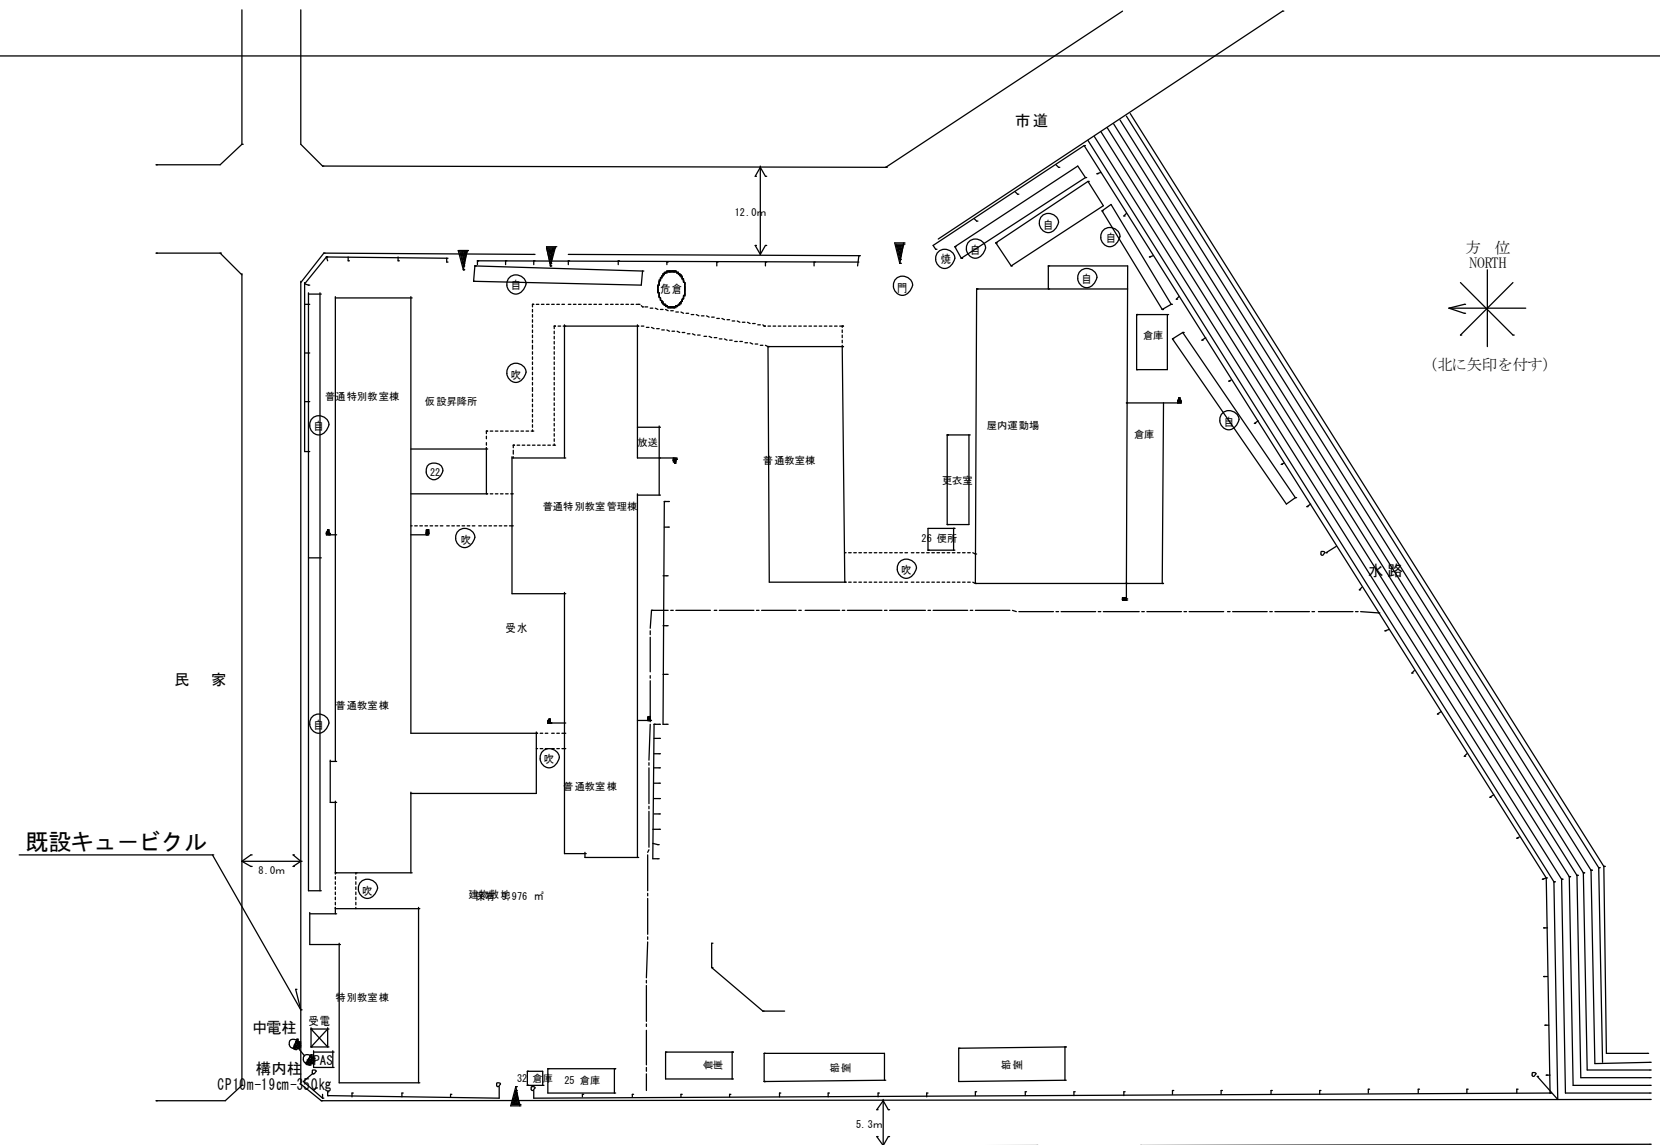 市道
12.0m
方 位
NORTH
(北に矢印を付す)
焼
自
自
自
自
門
自
危倉
倉庫
吹
普通特別教室棟
仮設昇降所
自
屋内運動場
自
倉庫
放送
普通教室棟
22
更衣室
普通特別教室管理棟
吹
26 便所
吹
水路
受水
民 家
普通教室棟
自
吹
普通教室棟
既設キュービクル
8.0m
吹
976 ㎡
特別教室棟
受電
中電柱
PAS
構内柱
CP10m-19cm-350kg
32 倉庫
25 倉庫
5.3m